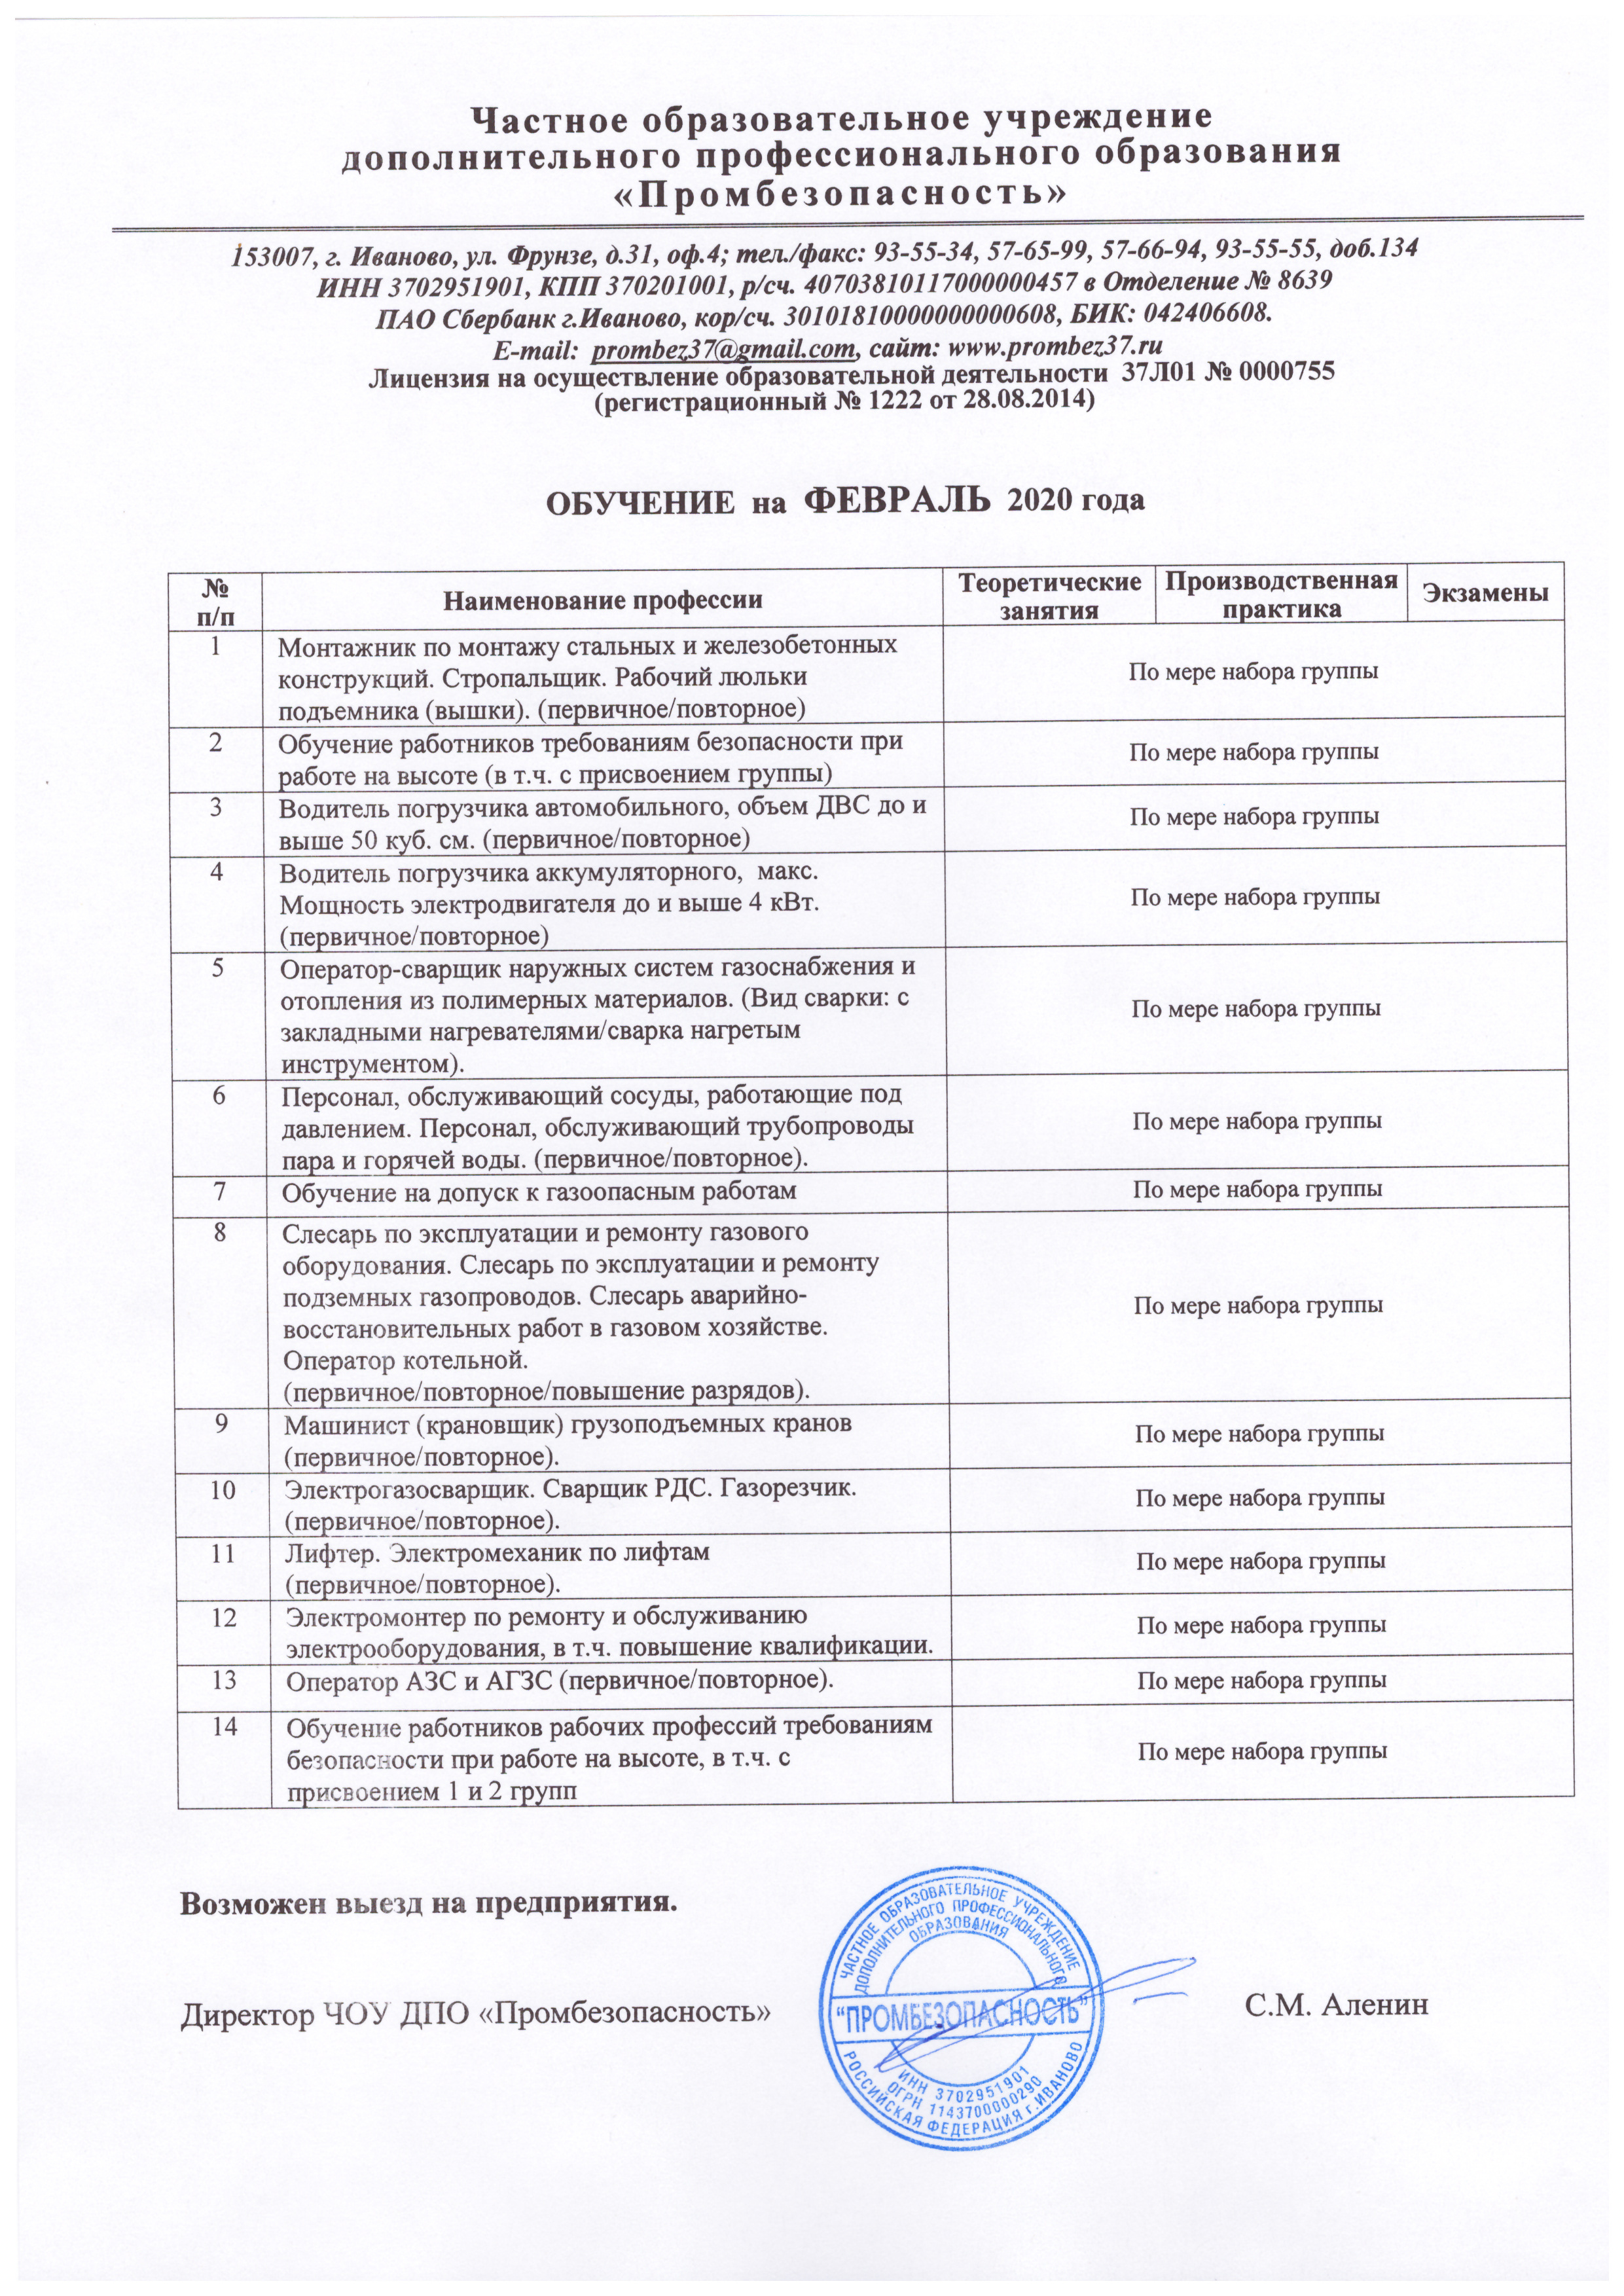 Частное образовательное учреждение
дополнительного профессионального образования
«Промбезопасность»
153007, г. Иваново, ул. Фрунзе, д.31, оф.4; тел./факс: 93-55-34, 57-65-99, 57-66-94, 93-55-55, доб.134
ИНН 3702951901, КПП 370201001, р/сч. 40703810117000000457 в Отделение № 8639
ПАО Сбербанк г.Иваново, кор/сч. 30101810000000000608, БИК: 042406608.
E-mail: prombez37@gmail.com, сайт: www.prombez37.ru
Лицензия на осуществление образовательной деятельности 37Л01 № 0000755
(регистрационный № 1222 от 28.08.2014)
ОБУЧЕНИЕ на ФЕВРАЛЬ 2020 года
№
п/п
Наименование профессии
Теоретические
занятия
Производственная
практика
Экзамены
1
Монтажник по монтажу стальных и железобетонных
конструкций. Стропальщик. Рабочий люльки
подъемника (вышки). (первичное/повторное)
По мере набора группы
2
Обучение работников требованиям безопасности при
работе на высоте (в т.ч. с присвоением группы)
По мере набора группы
3
Водитель погрузчика автомобильного, объем ДВС до и
выше 50 куб. см. (первичное/повторное)
По мере набора группы
4
Водитель погрузчика аккумуляторного, макс.
Мощность электродвигателя до и выше 4 кВт.
(первичное/повторное)
По мере набора группы
5
Оператор-сварщик наружных систем газоснабжения и
отопления из полимерных материалов. (Вид сварки: с
закладными нагревателями/сварка нагретым
инструментом).
По мере набора группы
6
Персонал, обслуживающий сосуды, работающие под
давлением. Персонал, обслуживающий трубопроводы
пара и горячей воды. (первичное/повторное).
По мере набора группы
7
Обучение на допуск к газоопасным работам
По мере набора группы
8
Слесарь по эксплуатации и ремонту газового
оборудования. Слесарь по эксплуатации и ремонту
подземных газопроводов. Слесарь аварийно-
восстановительных работ в газовом хозяйстве.
Оператор котельной.
(первичное/повторное/повышение разрядов).
По мере набора группы
9
Машинист (крановщик) грузоподъемных кранов
(первичное/повторное).
По мере набора группы
10
Электрогазосварщик. Сварщик РДС. Газорезчик.
(первичное/повторное).
По мере набора группы
11
Лифтер. Электромеханик по лифтам
(первичное/повторное).
По мере набора группы
12
Электромонтер по ремонту и обслуживанию
электрооборудования, в т.ч. повышение квалификации.
По мере набора группы
13
Оператор АЗС и АГЗС (первичное/повторное).
По мере набора группы
14
Обучение работников рабочих профессий требованиям
безопасности при работе на высоте, в т.ч. с
присвоением 1 и 2 групп
По мере набора группы
Возможен выезд на предприятия.
Директор ЧОУ ДПО «Промбезопасность»
С.М. Аленин
ЧАСТНОЕ ОБРАЗОВАТЕЛЬНОЕ УЧРЕЖДЕНИЕ
ДОПОЛНИТЕЛЬНОГО ПРОФЕССИОНАЛЬНОГО
ОБРАЗОВАНИЯ
"ПРОМБЕЗОПАСНОСТЬ"
ИНН 3702951901
ОГРН 1143700000290
РОССИЙСКАЯ ФЕДЕРАЦИЯ г.ИВАНОВО